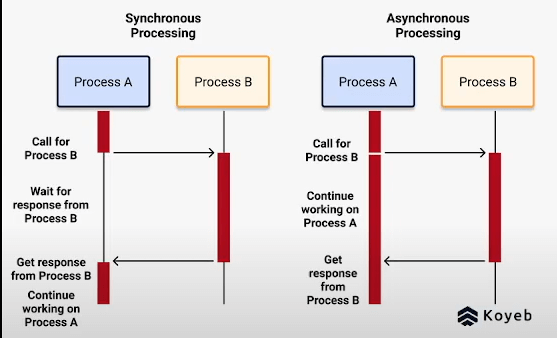 Synchronous
Processing
Process A
Process B
Call for
Process B
Wait for
response from
Process B
Get response
from Process B
Continue
working on
Process A
Asynchronous
Processing
Process A
Process B
Call for
Process B
Continue
working on
Process A
Get
response
from
Process B
Koyeb